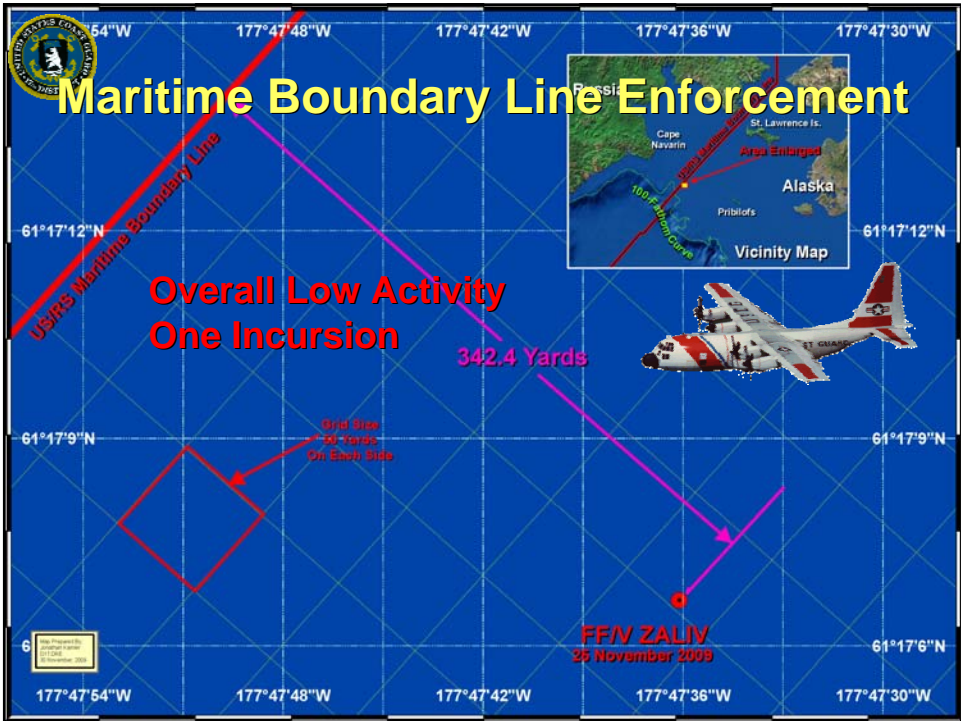 54"W
177°47'48"W
177°47'42"W
177°47'36"W
177°47'30"W
Maritime Boundary Line Enforcement
Russia
St. Lawrence Is.
Cape
Navarin
Area Enlarged
Alaska
100-Fathom Curve
Pribilofs
Vicinity Map
61°17'12"N
61°17'12"N
US/RS Maritime Boundary Line
Overall Low Activity
One Incursion
342.4 Yards
61°17'9"N
61°17'9"N
Grid Size
50 Yards
On Each Side
FF/V ZALIV
25 November 2009
61°17'6"N
Map Prepared By
177°47'54"W
177°47'48"W
177°47'42"W
177°47'36"W
177°47'30"W